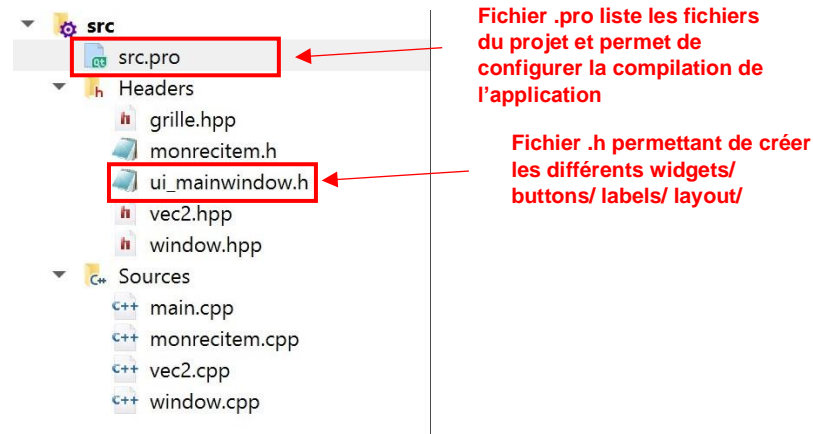 src
src.pro
Headers
grille.hpp
monrecitem.h
ui_mainwindow.h
vec2.hpp
window.hpp
Sources
main.cpp
monrecitem.cpp
vec2.cpp
window.cpp
Fichier .pro liste les fichiers
du projet et permet de
configurer la compilation de
l’application
Fichier .h permettant de créer
les différents widgets/
buttons/ labels/ layout/